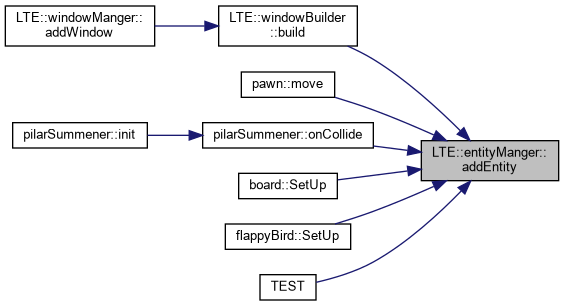 LTE::windowManger::
addWindow
LTE::windowBuilder
::build
pawn::move
pilarSummener::init
pilarSummener::onCollide
LTE::entityManger::
addEntity
board::SetUp
flappyBird::SetUp
TEST